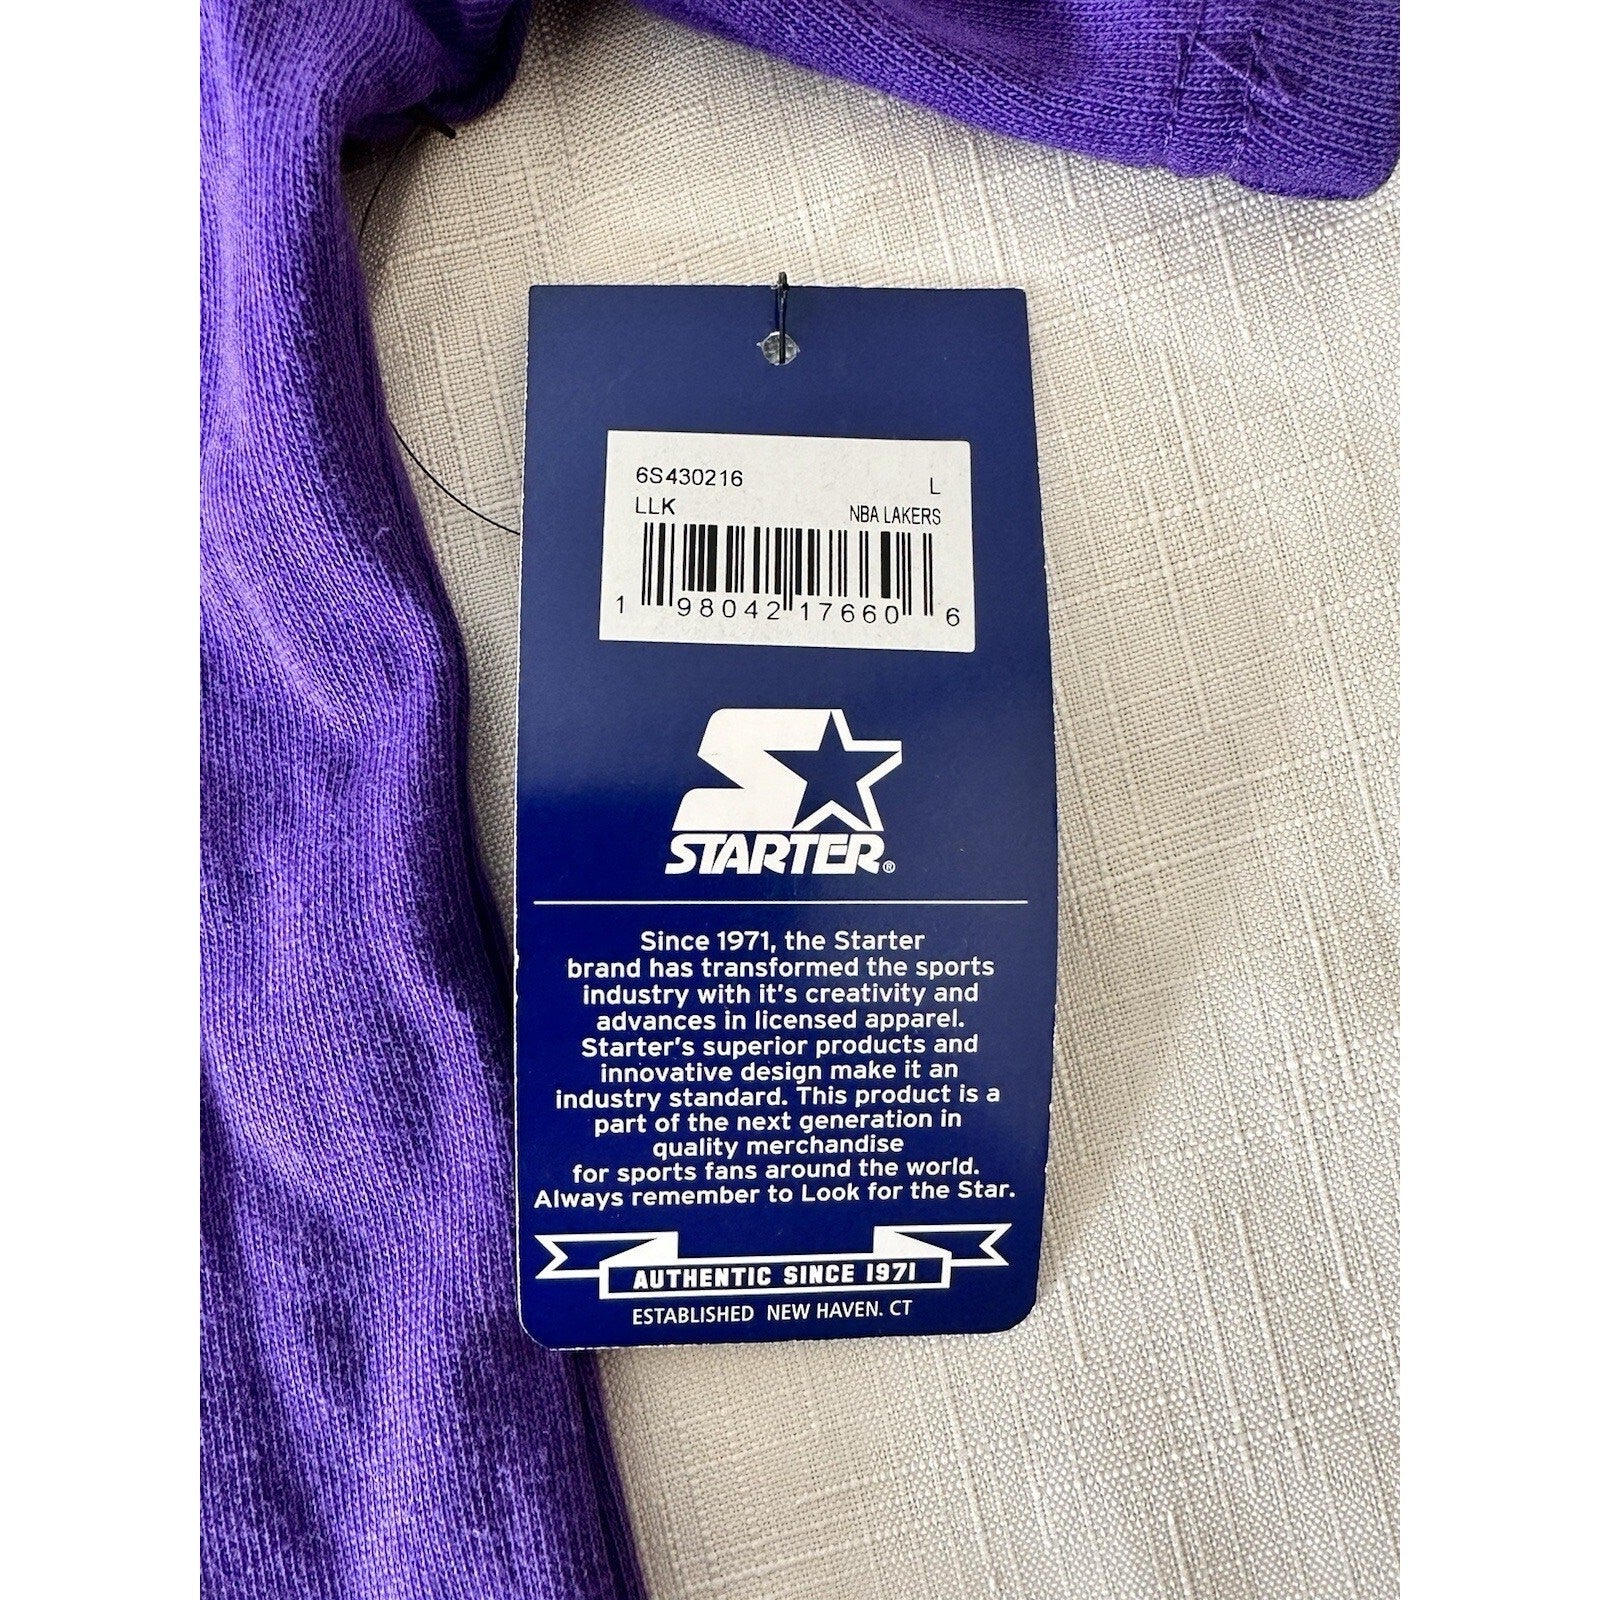 6S430216
L
LLK
NBA LAKERS
1 98042 17660 6
STARTER®
Since 1971, the Starter
brand has transformed the sports
industry with it's creativity and
advances in licensed apparel.
Starter's superior products and
innovative design make it an
industry standard. This product is a
part of the next generation in
quality merchandise
for sports fans around the world.
Always remember to Look for the Star.
AUTHENTIC SINCE 1971
ESTABLISHED NEW HAVEN. CT